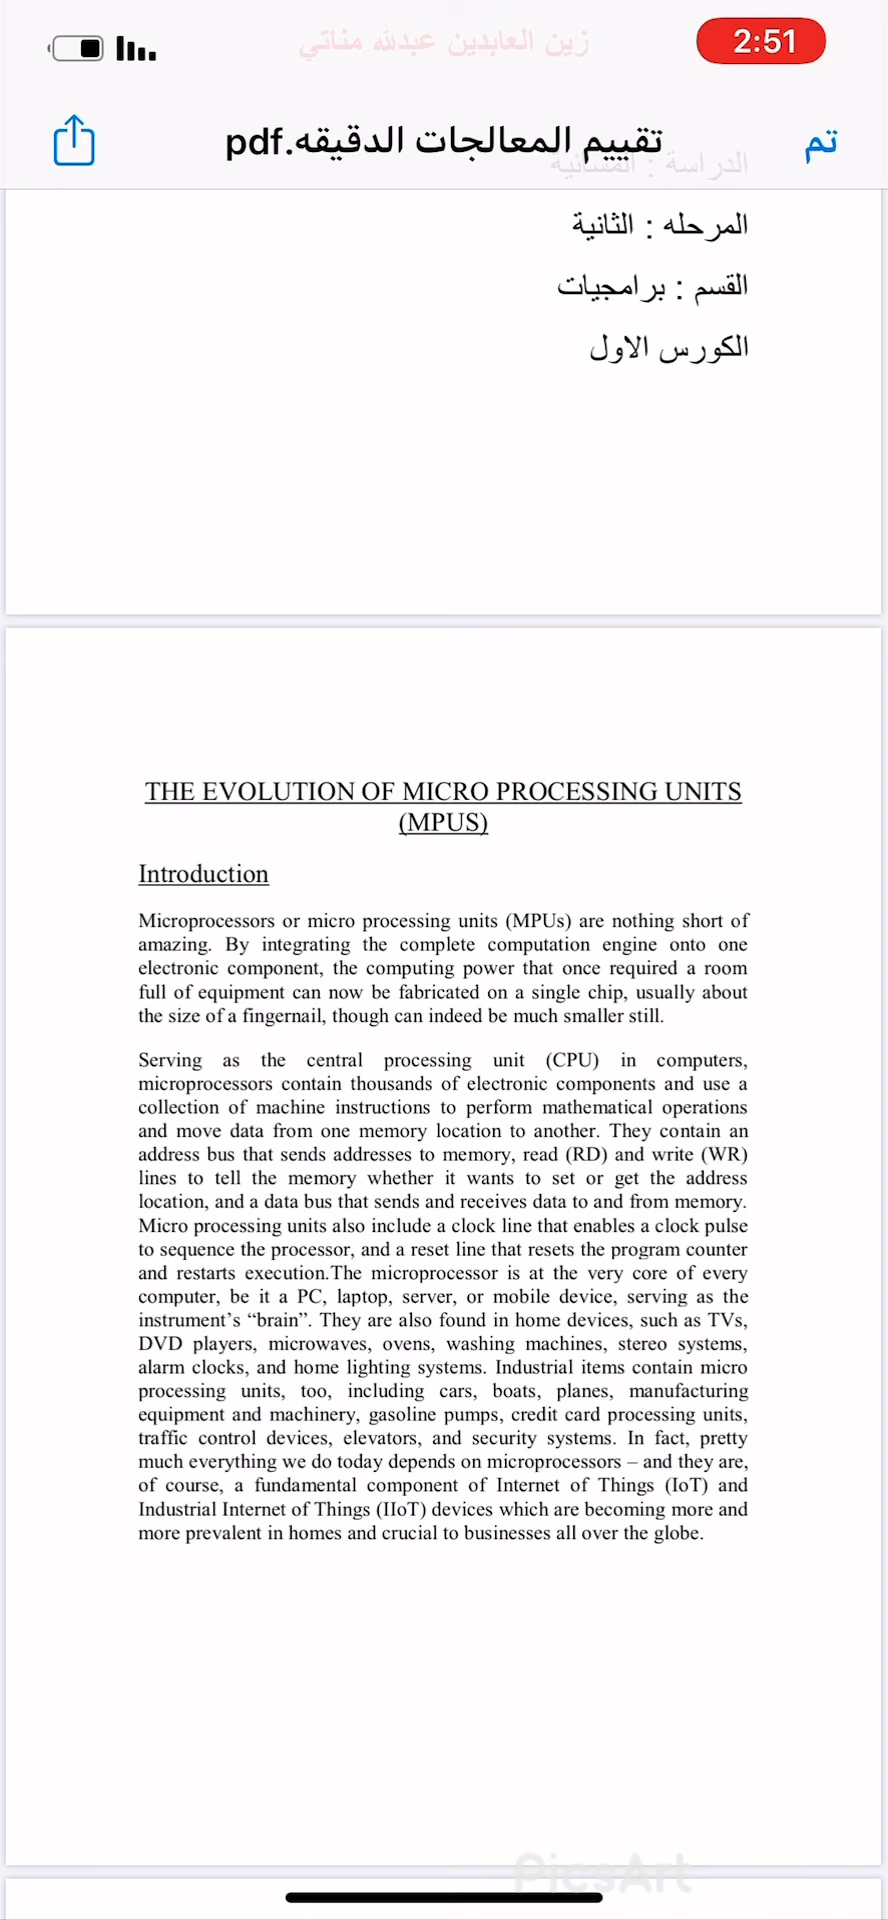 زين العابدين عبدلله مناتي
2:51
تقييم المعالجات الدقيقه.pdf
تم
الدراسة : المسائية
المرحله : الثانية
القسم : برامجيات
الكورس الاول
THE EVOLUTION OF MICRO PROCESSING UNITS
(MPUS)
Introduction
Microprocessors or micro processing units (MPUs) are nothing short of
amazing. By integrating the complete computation engine onto one
electronic component, the computing power that once required a room
full of equipment can now be fabricated on a single chip, usually about
the size of a fingernail, though can indeed be much smaller still.
Serving as the central processing unit (CPU) in computers,
microprocessors contain thousands of electronic components and use a
collection of machine instructions to perform mathematical operations
and move data from one memory location to another. They contain an
address bus that sends addresses to memory, read (RD) and write (WR)
lines to tell the memory whether it wants to set or get the address
location, and a data bus that sends and receives data to and from memory.
Micro processing units also include a clock line that enables a clock pulse
to sequence the processor, and a reset line that resets the program counter
and restarts execution.The microprocessor is at the very core of every
computer, be it a PC, laptop, server, or mobile device, serving as the
instrument’s “brain”. They are also found in home devices, such as TVs,
DVD players, microwaves, ovens, washing machines, stereo systems,
alarm clocks, and home lighting systems. Industrial items contain micro
processing units, too, including cars, boats, planes, manufacturing
equipment and machinery, gasoline pumps, credit card processing units,
traffic control devices, elevators, and security systems. In fact, pretty
much everything we do today depends on microprocessors – and they are,
of course, a fundamental component of Internet of Things (IoT) and
Industrial Internet of Things (IIoT) devices which are becoming more and
more prevalent in homes and crucial to businesses all over the globe.
PicsArt